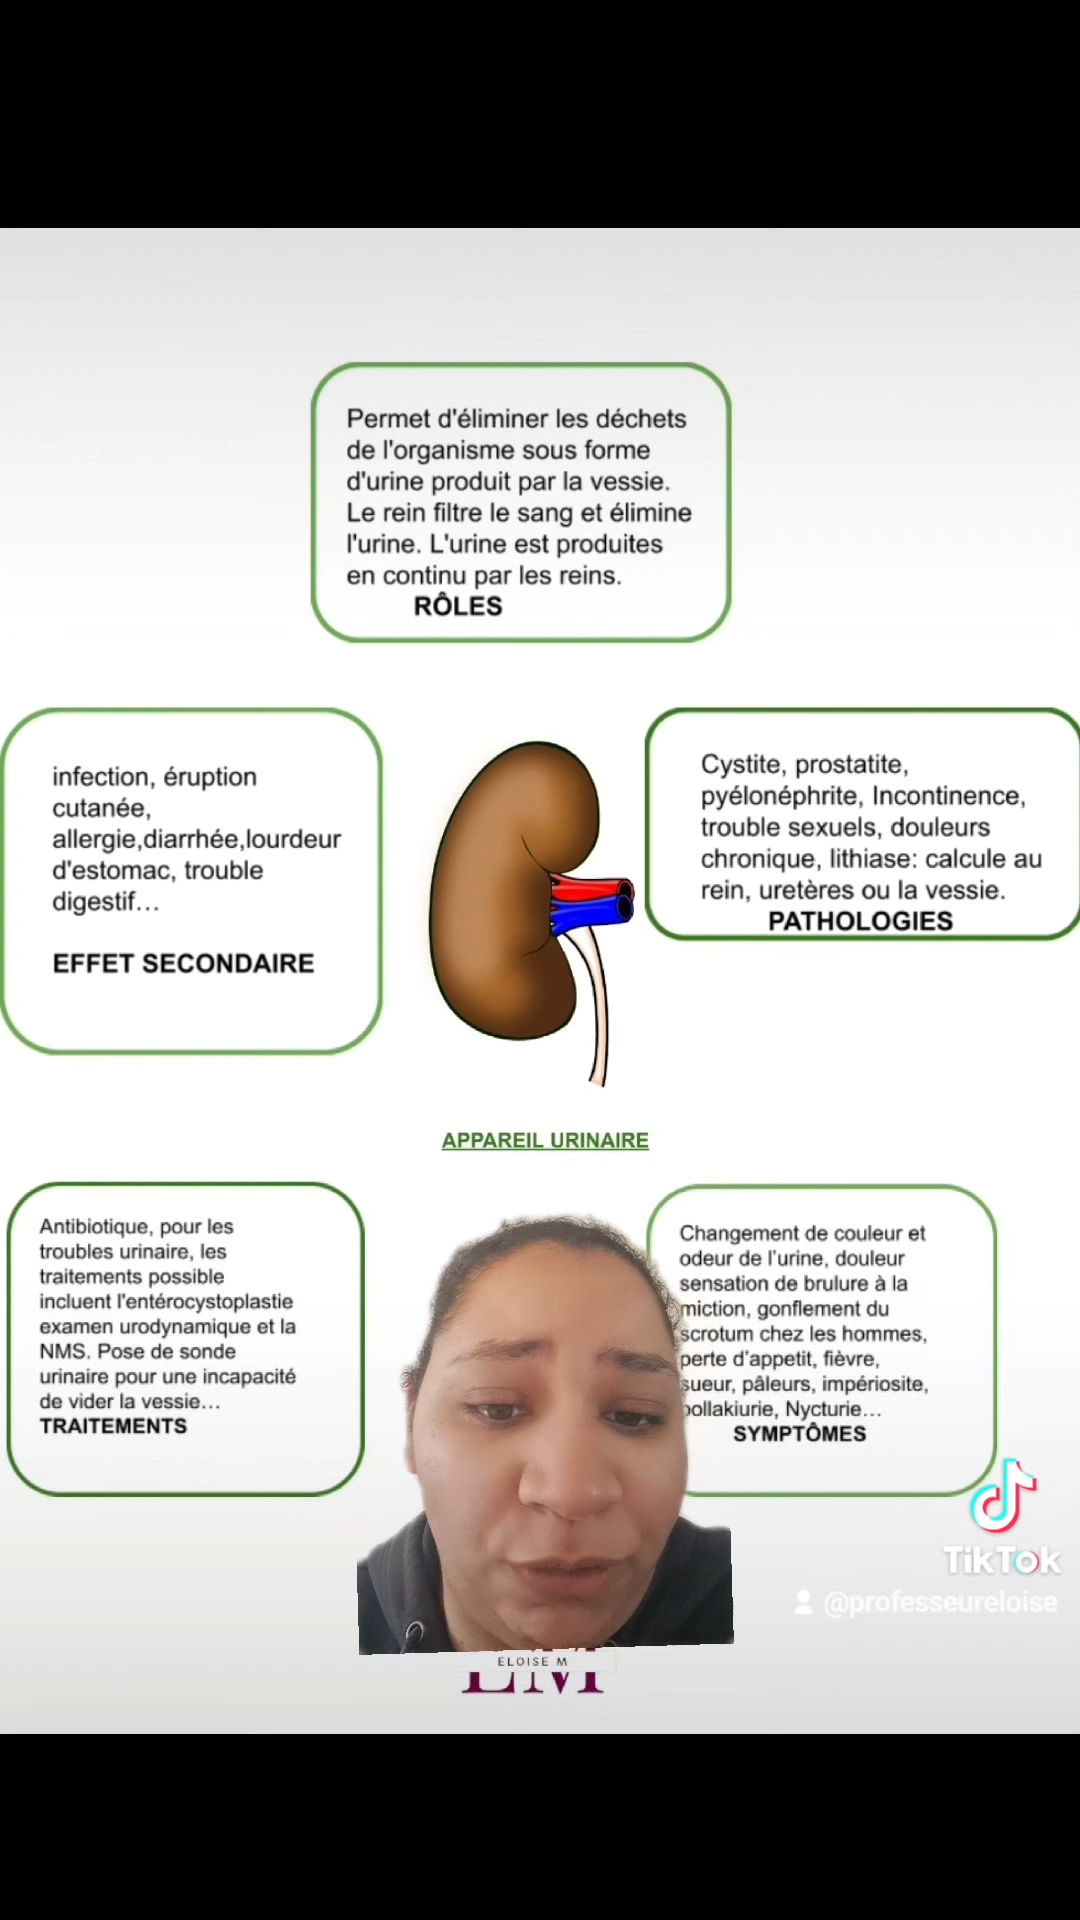 Permet d'éliminer les déchets
de l'organisme sous forme
d'urine produit par la vessie.
Le rein filtre le sang et élimine
l'urine. L'urine est produites
en continu par les reins.
RÔLES
infection, éruption
cutanée,
allergie,diarrhée,lourdeur
d'estomac, trouble
digestif...
EFFET SECONDAIRE
Cystite, prostatite,
pyélonéphrite, Incontinence,
trouble sexuels, douleurs
chronique, lithiase: calcule au
rein, uretères ou la vessie.
PATHOLOGIES
APPAREIL URINAIRE
Antibiotique, pour les
troubles urinaire, les
traitements possible
incluent l'entérocystoplastie
examen urodynamique et la
NMS. Pose de sonde
urinaire pour une incapacité
de vider la vessie...
TRAITEMENTS
Changement de couleur et
odeur de l'urine, douleur
sensation de brulure à la
miction, gonflement du
scrotum chez les hommes,
perte d'appetit, fièvre,
sueur, pâleurs, impériosite,
pollakiurie, Nycturie...
SYMPTÔMES
TikTok
@professeureloise
ELOISE M
EM